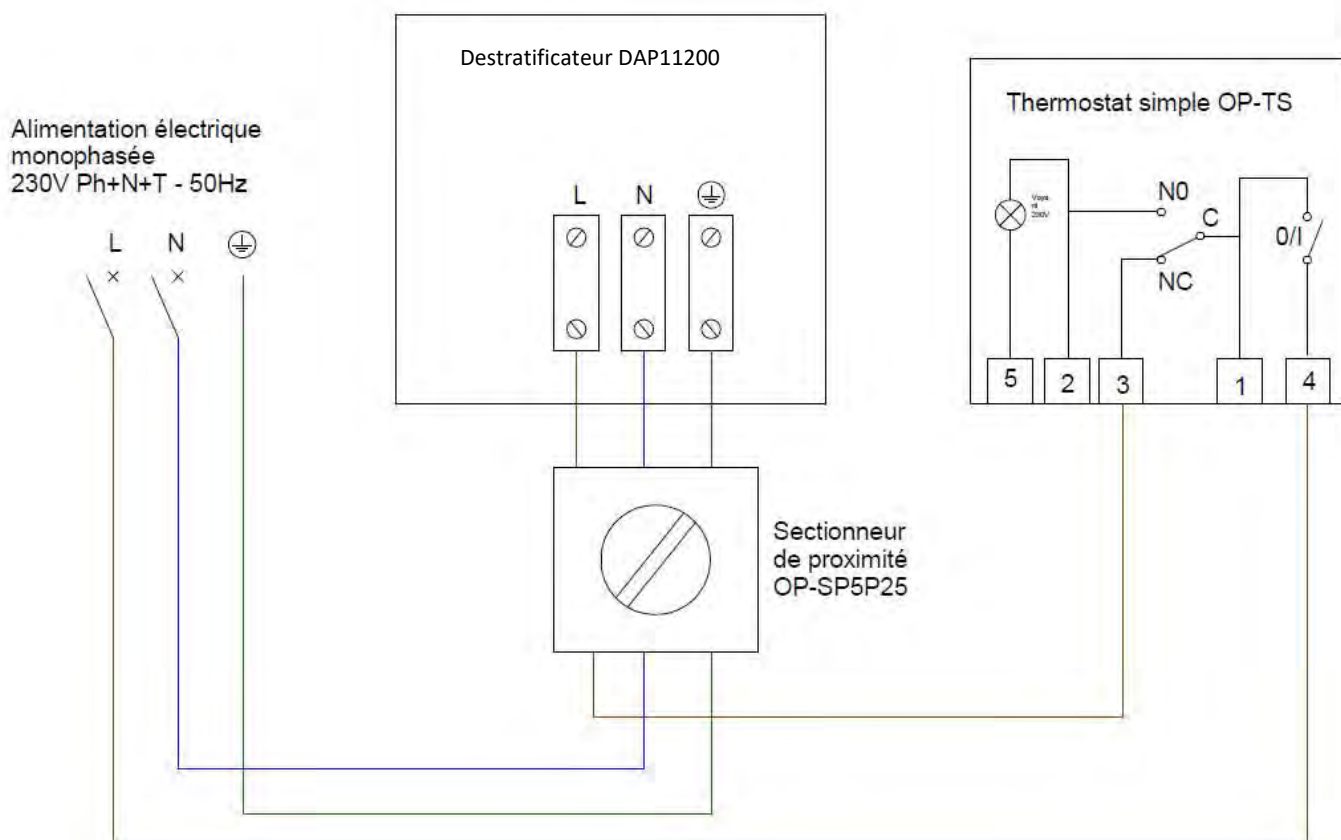 Destratificateur DAP11200
Thermostat simple OP-TS
Alimentation électrique
monophasée
230V Ph+N+T - 50Hz
L N
L N
N0
C
0/I
NC
5 2 3 1 4
Sectionneur
de proximité
OP-SP5P25